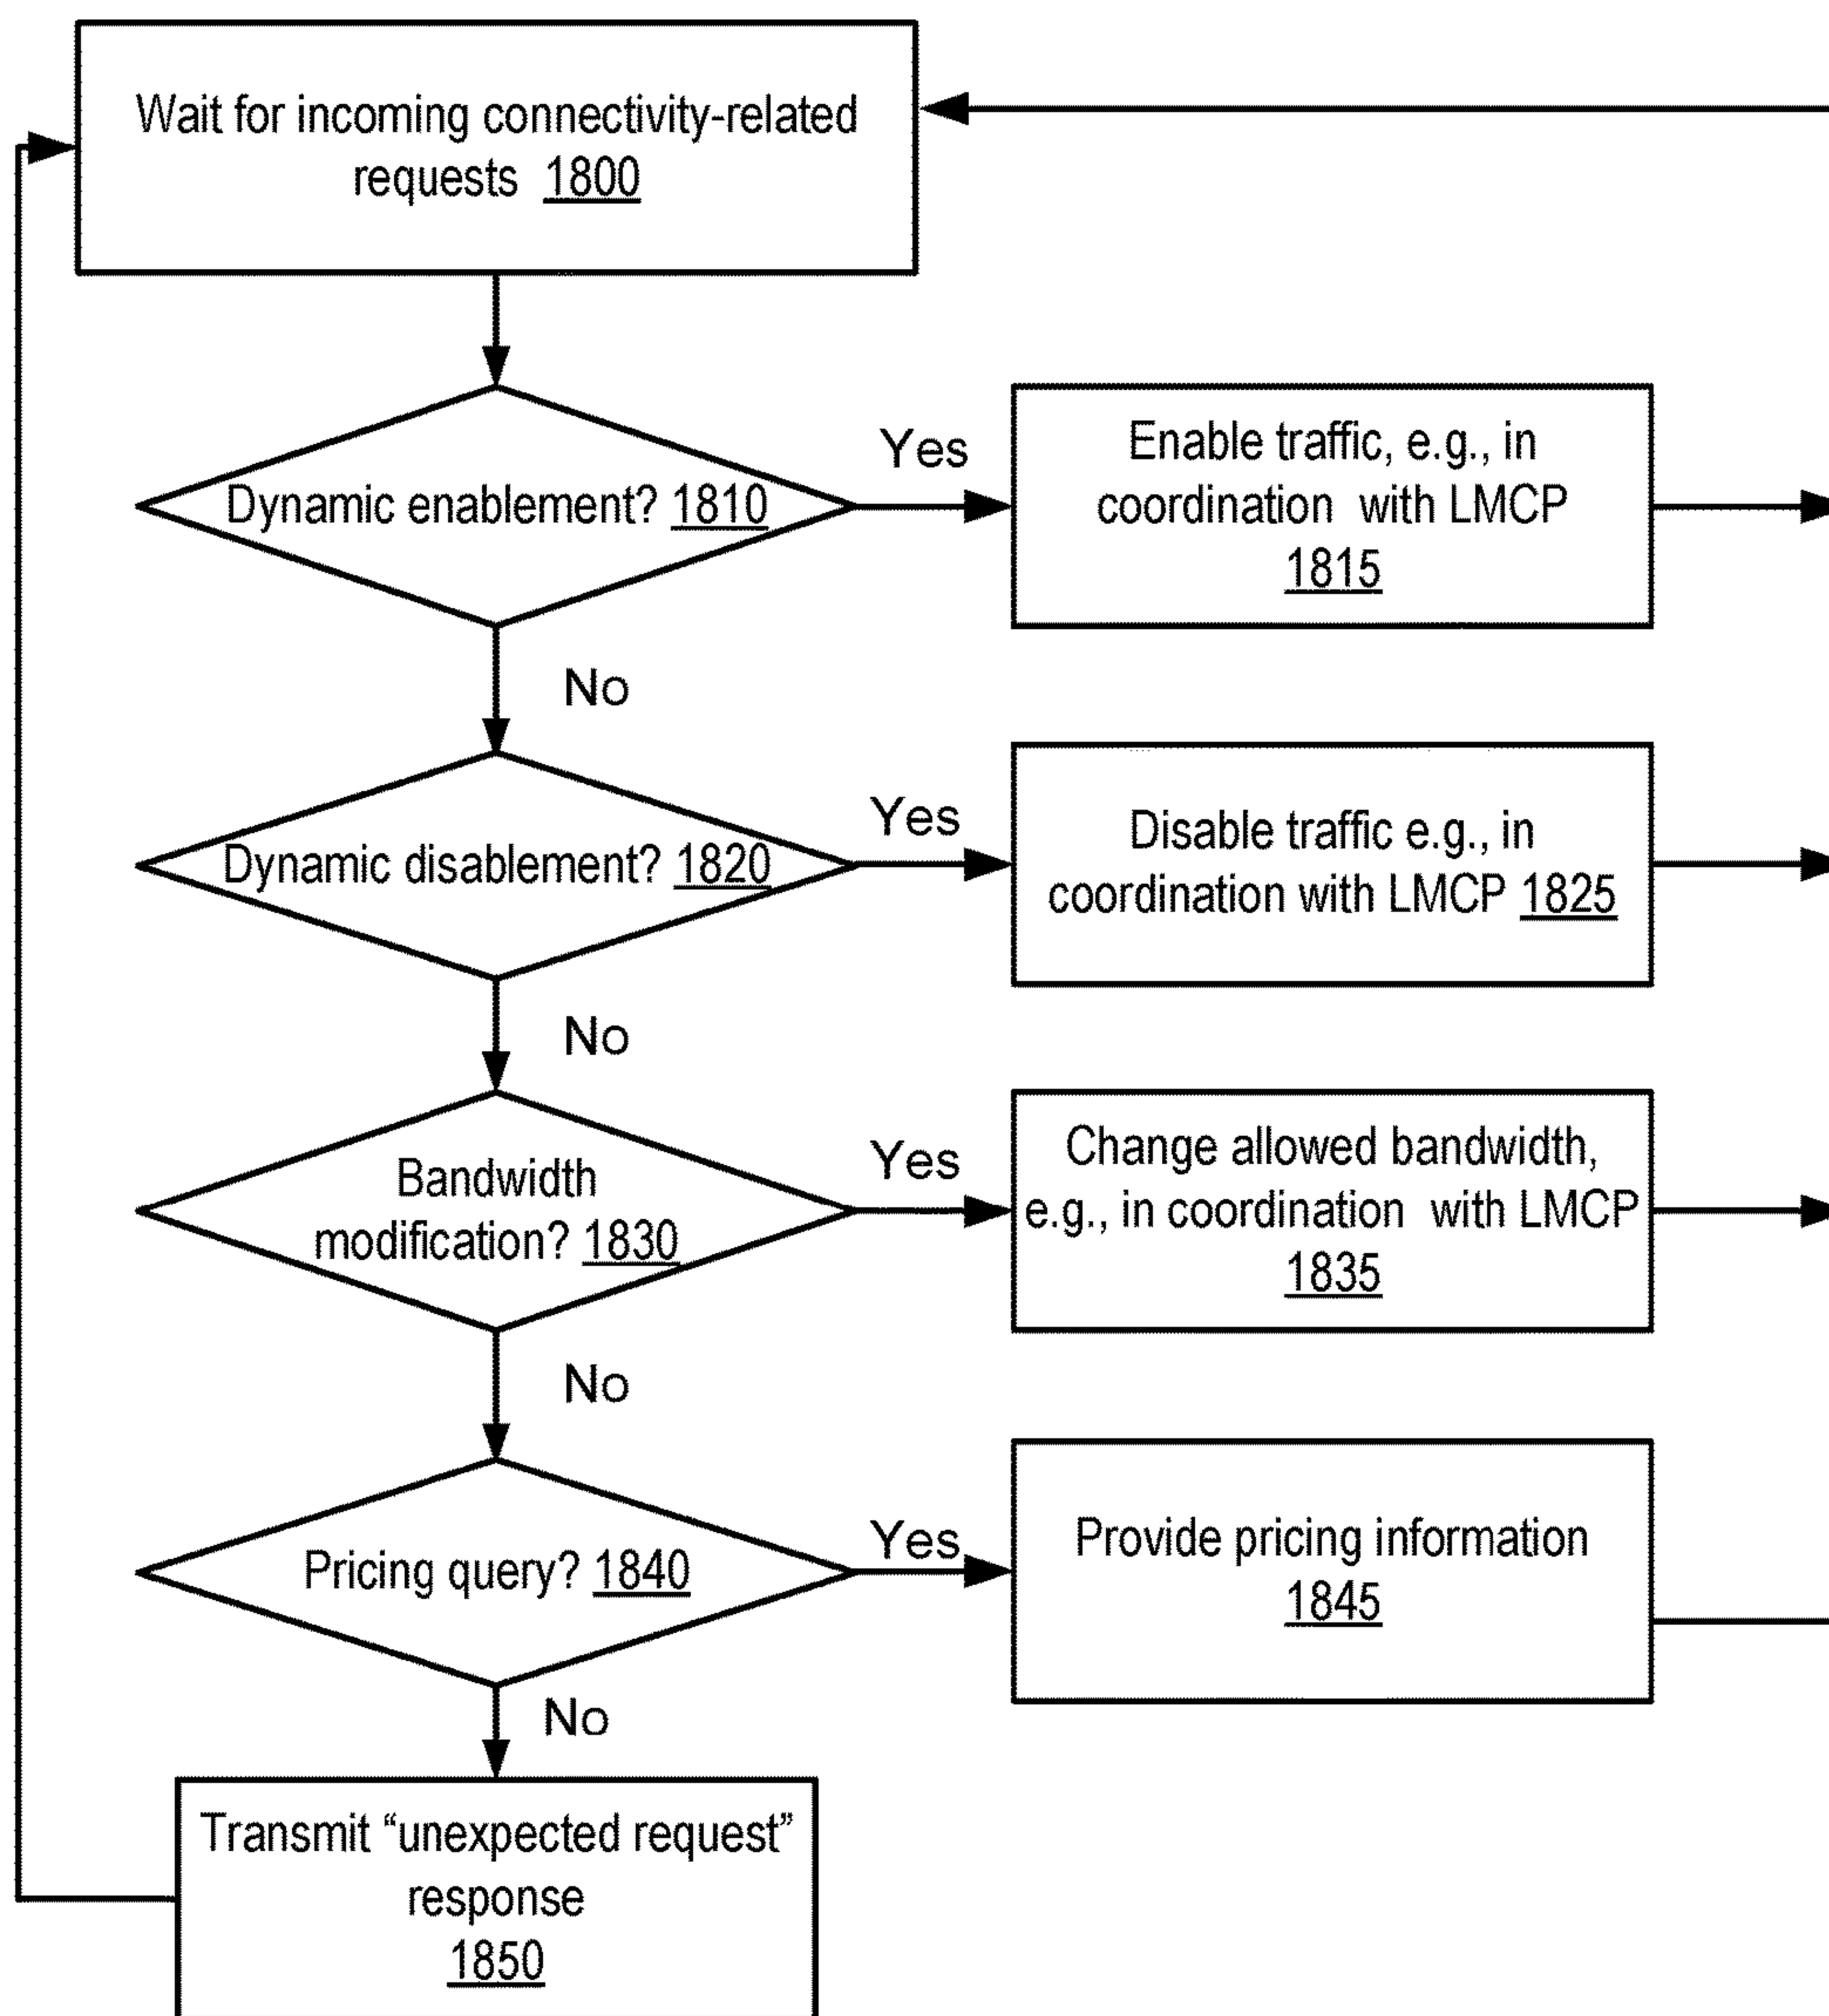 Wait for incoming connectivity-related
requests 1800
Dynamic enablement? 1810
Yes
Enable traffic, e.g., in
coordination with LMCP
1815
No
Dynamic disablement? 1820
Yes
Disable traffic e.g., in
coordination with LMCP 1825
No
Bandwidth
modification? 1830
Yes
Change allowed bandwidth,
e.g., in coordination with LMCP
1835
No
Pricing query? 1840
Yes
Provide pricing information
1845
No
Transmit “unexpected request”
response
1850